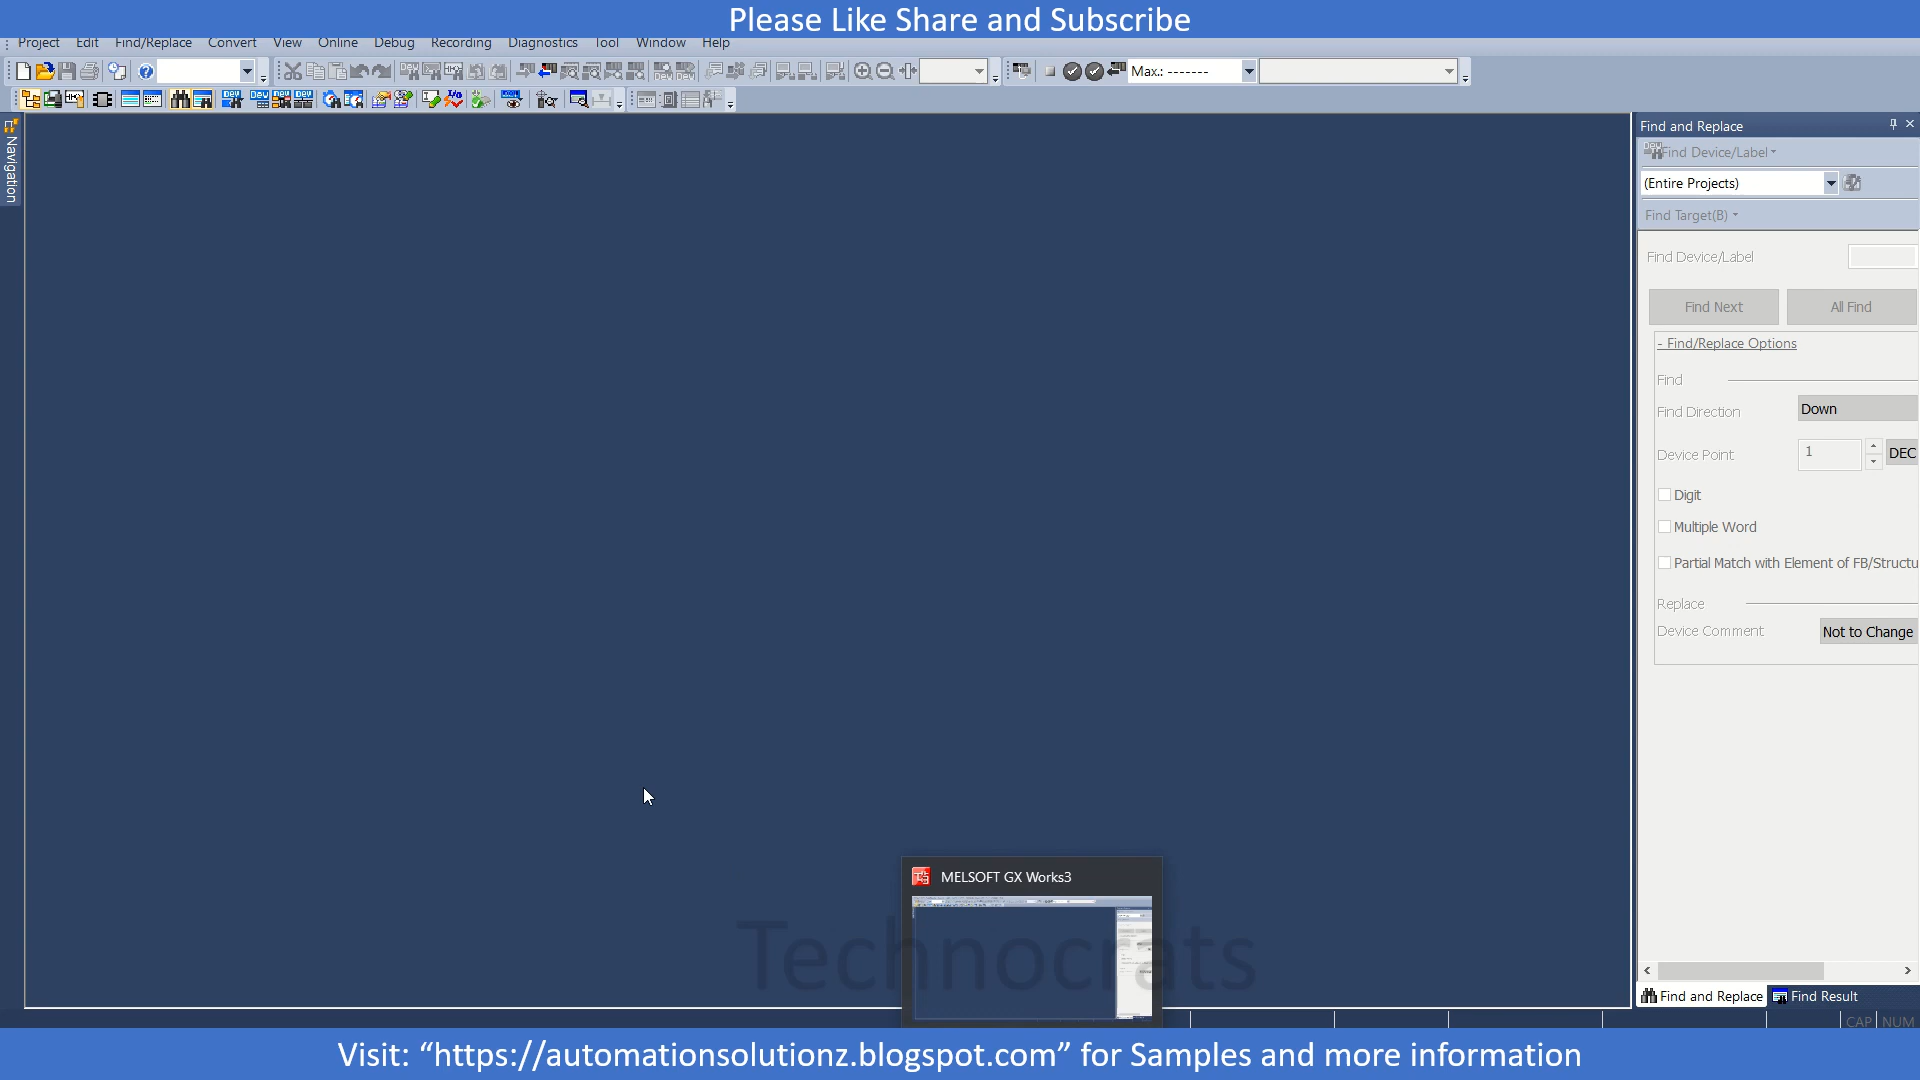 Please Like Share and Subscribe
Project Edit Find/Replace Convert View Online Debug Recording Diagnostics Tool Window Help
Max.: -------
Navigation
Find and Replace
Find Device/Label
(Entire Projects)
Find Target(B)
Find Device/Label
Find Next All Find
- Find/Replace Options
Find
Find Direction Down
Device Point 1 DEC
Digit
Multiple Word
Partial Match with Element of FB/Structu
Replace
Device Comment Not to Change
MELSOFT GX Works3
Technocrats
Find and Replace Find Result
CAP NUM
Visit: “https://automationsolutionz.blogspot.com” for Samples and more information